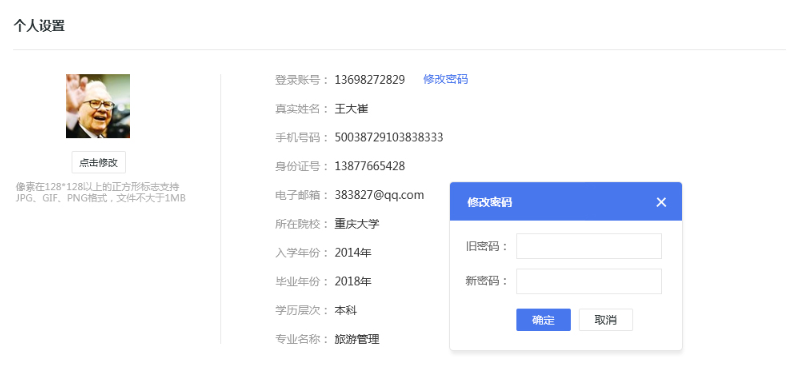 个人设置
点击修改
像素在128*128以上的正方形标志支持
JPG、GIF、PNG格式，文件不大于1MB
登录账号： 13698272829 修改密码
真实姓名： 王大崔
手机号码： 50038729103838333
身份证号： 13877665428
电子邮箱： 383827@qq.com
所在院校： 重庆大学
入学年份： 2014年
毕业年份： 2018年
学历层次： 本科
专业名称： 旅游管理
修改密码
旧密码：
新密码：
确定 取消